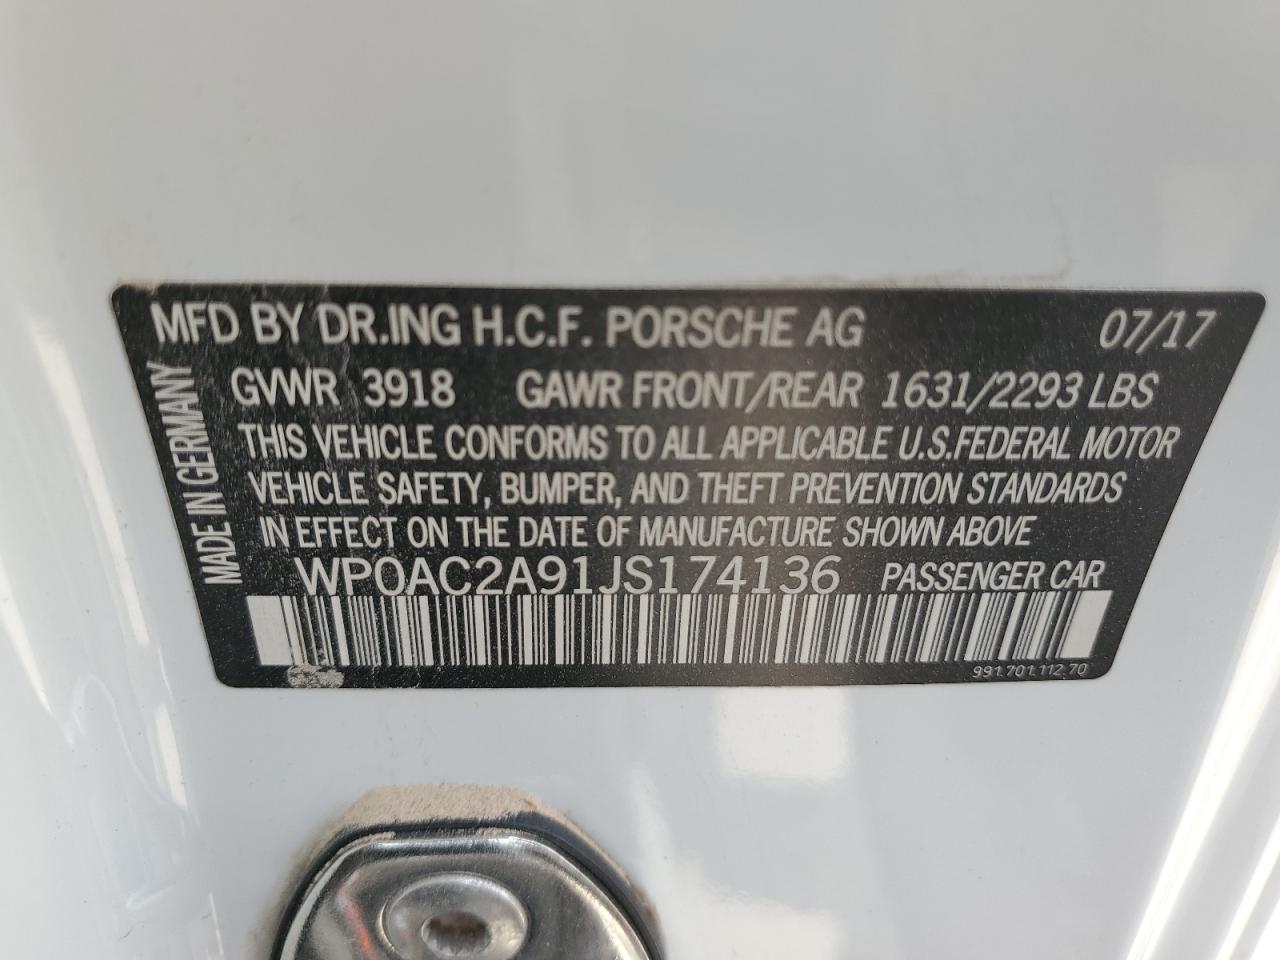 MFD BY DR.ING H.C.F. PORSCHE AG 07/17
GVWR 3918 GAWR FRONT/REAR 1631/2293 LBS
THIS VEHICLE CONFORMS TO ALL APPLICABLE U.S.FEDERAL MOTOR
VEHICLE SAFETY, BUMPER, AND THEFT PREVENTION STANDARDS
IN EFFECT ON THE DATE OF MANUFACTURE SHOWN ABOVE
WP0AC2A91JS174136 PASSENGER CAR
991.701.112.70
MADE IN GERMANY